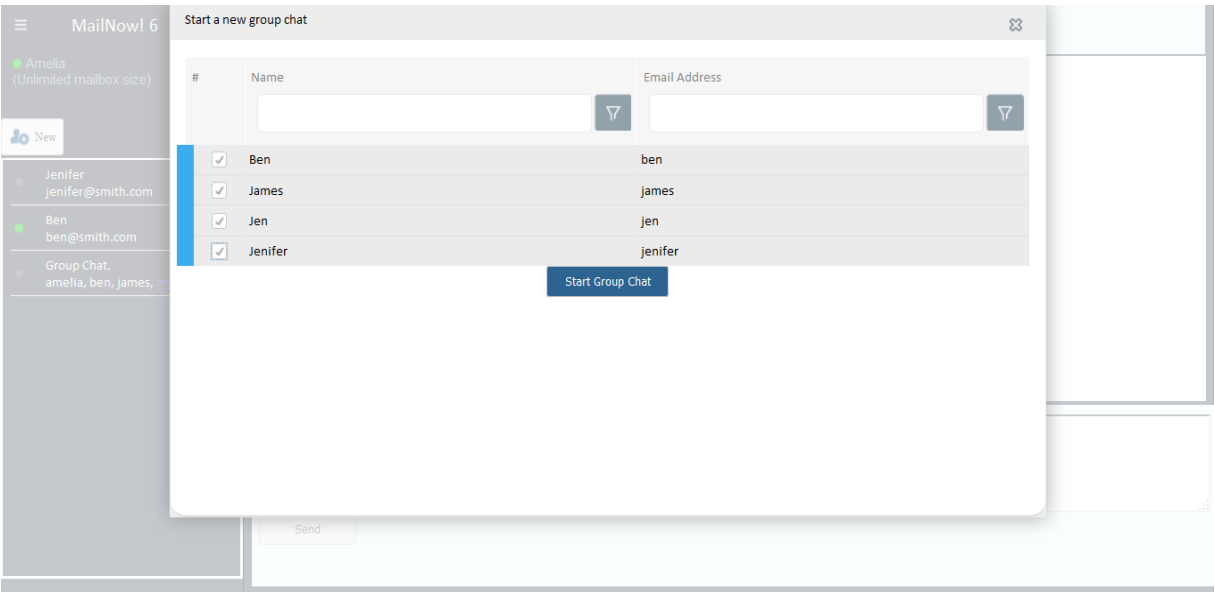 MailNow! 6
Amelia
(Unlimited mailbox size)
New
Jenifer
jenifer@smith.com
Ben
ben@smith.com
Group Chat.
amelia, ben, james,
Start a new group chat
# Name Email Address
Ben ben
James james
Jen jen
Jenifer jenifer
Start Group Chat
Send